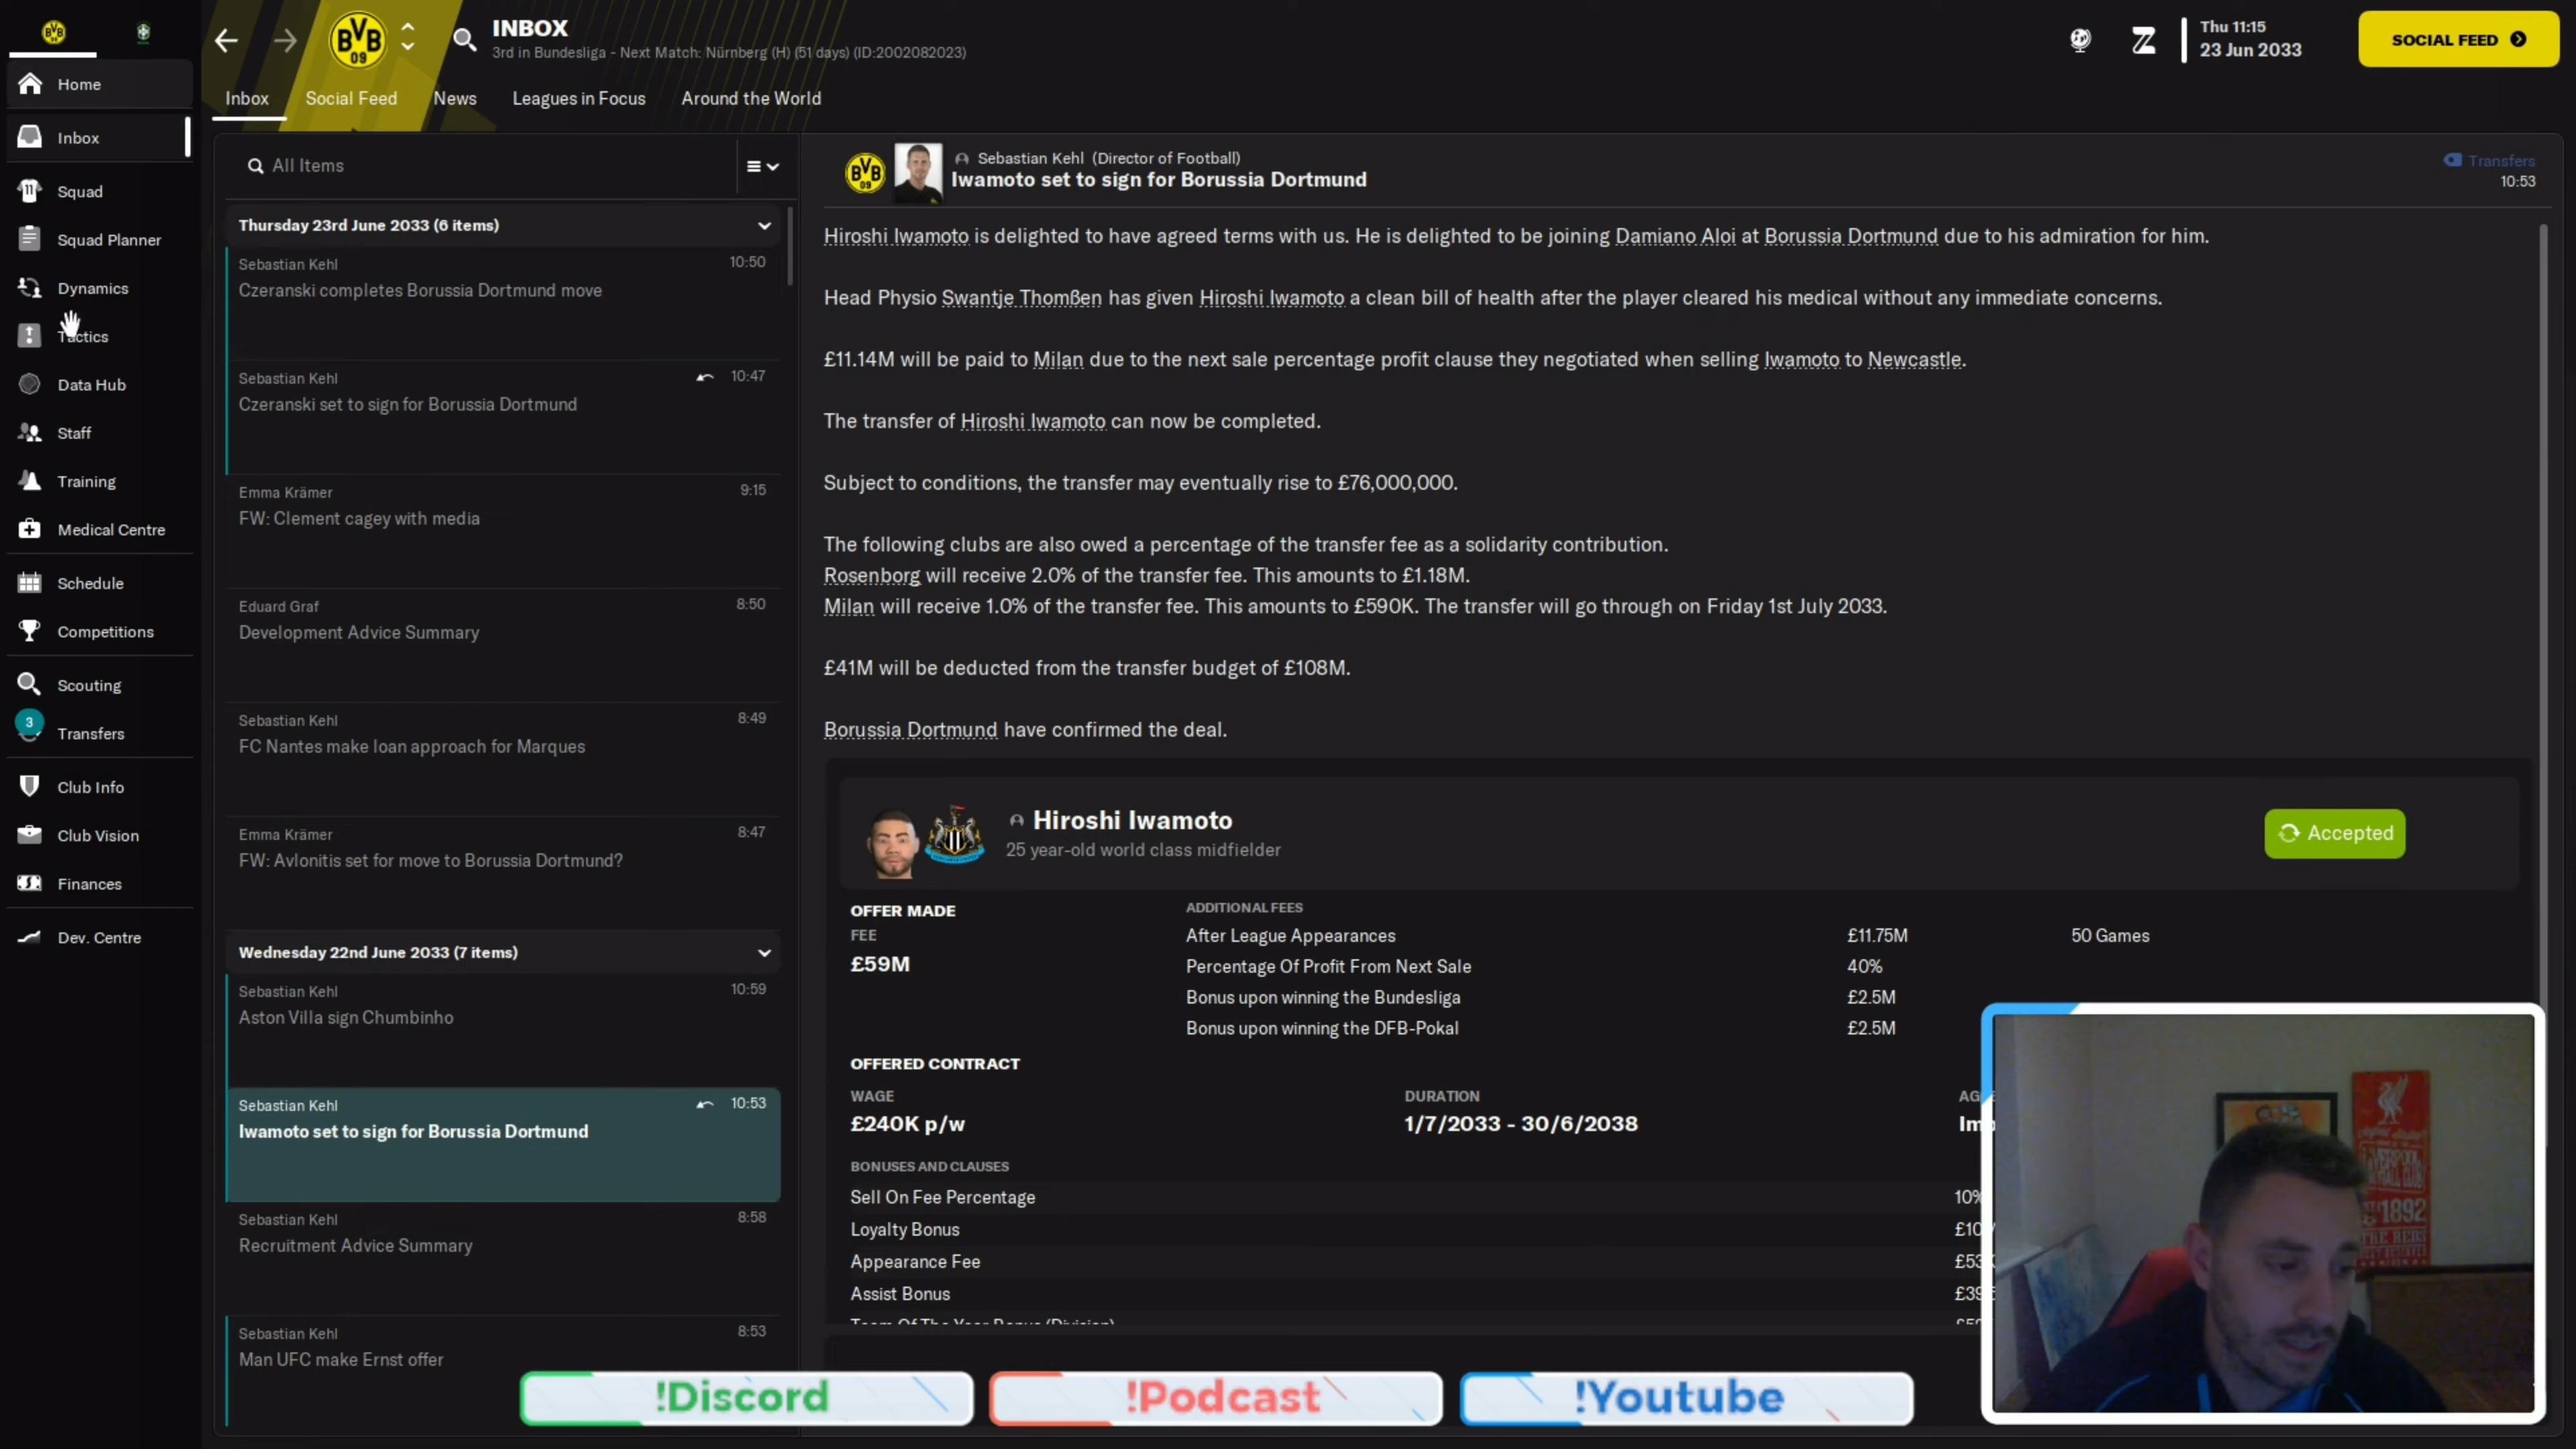 INBOX
3rd in Bundesliga - Next Match: Nürnberg (H) (51 days) (ID:2002082023)
Thu 11:15
23 Jun 2033
SOCIAL FEED
Inbox
Social Feed
News
Leagues in Focus
Around the World
Home
Inbox
Squad
Squad Planner
Dynamics
Tactics
Data Hub
Staff
Training
Medical Centre
Schedule
Competitions
Scouting
3
Transfers
Club Info
Club Vision
Finances
Dev. Centre
All Items
Thursday 23rd June 2033 (6 items)
Sebastian Kehl 10:50
Czeranski completes Borussia Dortmund move
Sebastian Kehl 10:47
Czeranski set to sign for Borussia Dortmund
Emma Krämer 9:15
FW: Clement cagey with media
Eduard Graf 8:50
Development Advice Summary
Sebastian Kehl 8:49
FC Nantes make loan approach for Marques
Emma Krämer 8:47
FW: Avlonitis set for move to Borussia Dortmund?
Wednesday 22nd June 2033 (7 items)
Sebastian Kehl 10:59
Aston Villa sign Chumbinho
Sebastian Kehl 10:53
Iwamoto set to sign for Borussia Dortmund
Sebastian Kehl 8:58
Recruitment Advice Summary
Sebastian Kehl 8:53
Man UFC make Ernst offer
BVB 09
Sebastian Kehl (Director of Football)
Iwamoto set to sign for Borussia Dortmund
Transfers
10:53
Hiroshi Iwamoto is delighted to have agreed terms with us. He is delighted to be joining Damiano Aloi at Borussia Dortmund due to his admiration for him.
Head Physio Swantje Thomßen has given Hiroshi Iwamoto a clean bill of health after the player cleared his medical without any immediate concerns.
£11.14M will be paid to Milan due to the next sale percentage profit clause they negotiated when selling Iwamoto to Newcastle.
The transfer of Hiroshi Iwamoto can now be completed.
Subject to conditions, the transfer may eventually rise to £76,000,000.
The following clubs are also owed a percentage of the transfer fee as a solidarity contribution.
Rosenborg will receive 2.0% of the transfer fee. This amounts to £1.18M.
Milan will receive 1.0% of the transfer fee. This amounts to £590K. The transfer will go through on Friday 1st July 2033.
£41M will be deducted from the transfer budget of £108M.
Borussia Dortmund have confirmed the deal.
Hiroshi Iwamoto
25 year-old world class midfielder
Accepted
OFFER MADE
FEE
£59M
ADDITIONAL FEES
After League Appearances £11.75M 50 Games
Percentage Of Profit From Next Sale 40%
Bonus upon winning the Bundesliga £2.5M
Bonus upon winning the DFB-Pokal £2.5M
OFFERED CONTRACT
WAGE
£240K p/w
DURATION
1/7/2033 - 30/6/2038
BONUSES AND CLAUSES
Sell On Fee Percentage 10%
Loyalty Bonus
Appearance Fee
Assist Bonus
Team Of The Year Bonus (Division)
LIVERPOOL
1892
THE REDS
!Discord
!Podcast
!Youtube